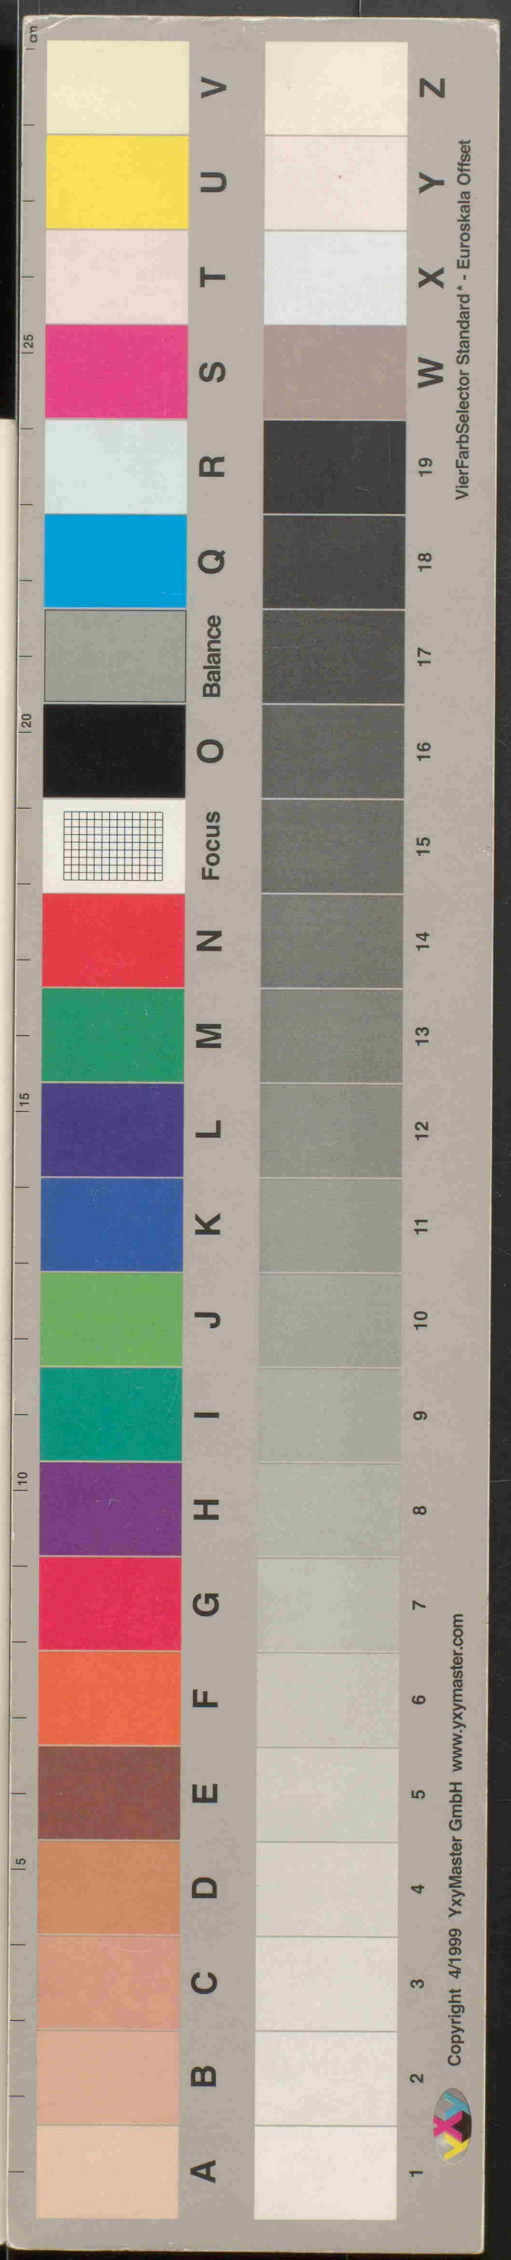 A B C D E F G H I J K L M N Focus O Balance Q R S T U V
1 2 3 4 5 6 7 8 9 10 11 12 13 14 15 16 17 18 19 W X Y Z
5 10 15 20 25 cm
yxy Copyright 4/1999 YxyMaster GmbH www.yxymaster.com VierFarbSelector Standard* - Euroskala Offset